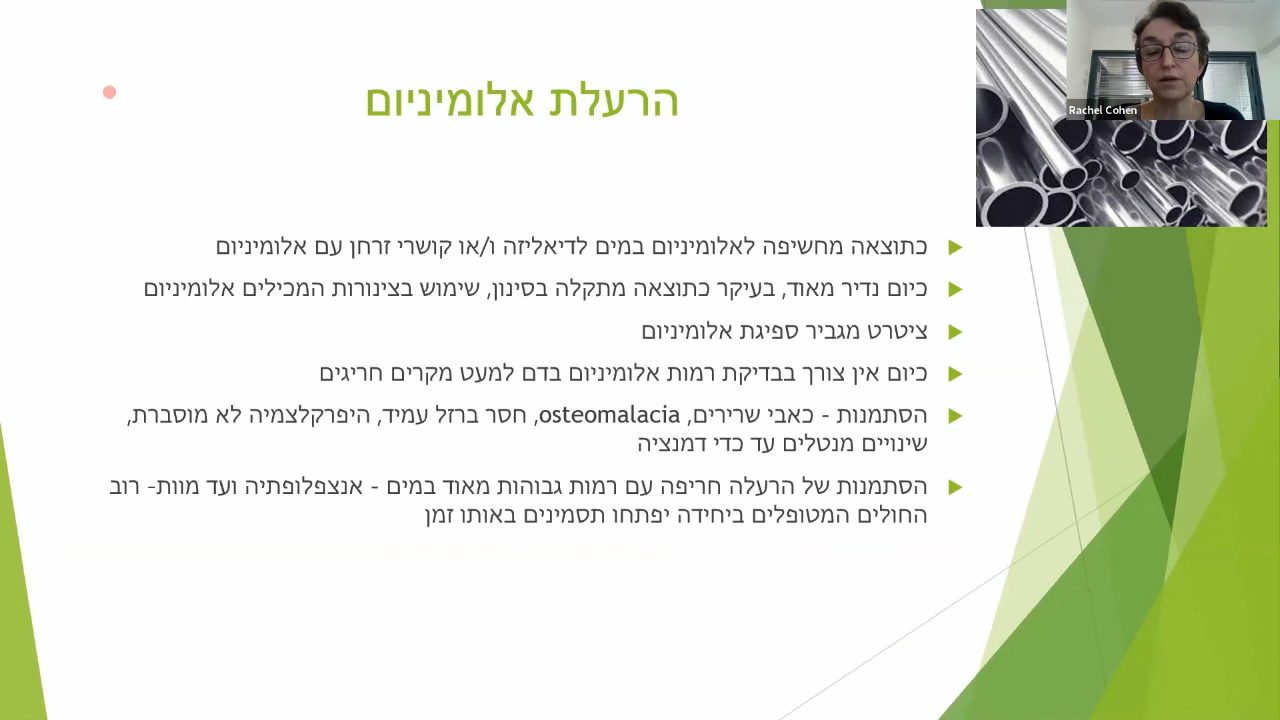 הרעלת אלומיניום
Rachel Cohen
כתוצאה מחשיפה לאלומיניום במים לדיאליזה ו/או קושרי זרחן עם אלומיניום
כיום נדיר מאוד, בעיקר כתוצאה מתקלה בסינון, שימוש בצינורות המכילים אלומיניום
ציטרט מגביר ספיגת אלומיניום
כיום אין צורך בבדיקת רמות אלומיניום בדם למעט מקרים חריגים
הסתמנות - כאבי שרירים, osteomalacia, חסר ברזל עמיד, היפרקלצמיה לא מוסברת,
שינויים מנטלים עד כדי דמנציה
הסתמנות של הרעלה חריפה עם רמות גבוהות מאוד במים - אנצפלופתיה ועד מוות- רוב
החולים המטופלים ביחידה יפתחו תסמינים באותו זמן